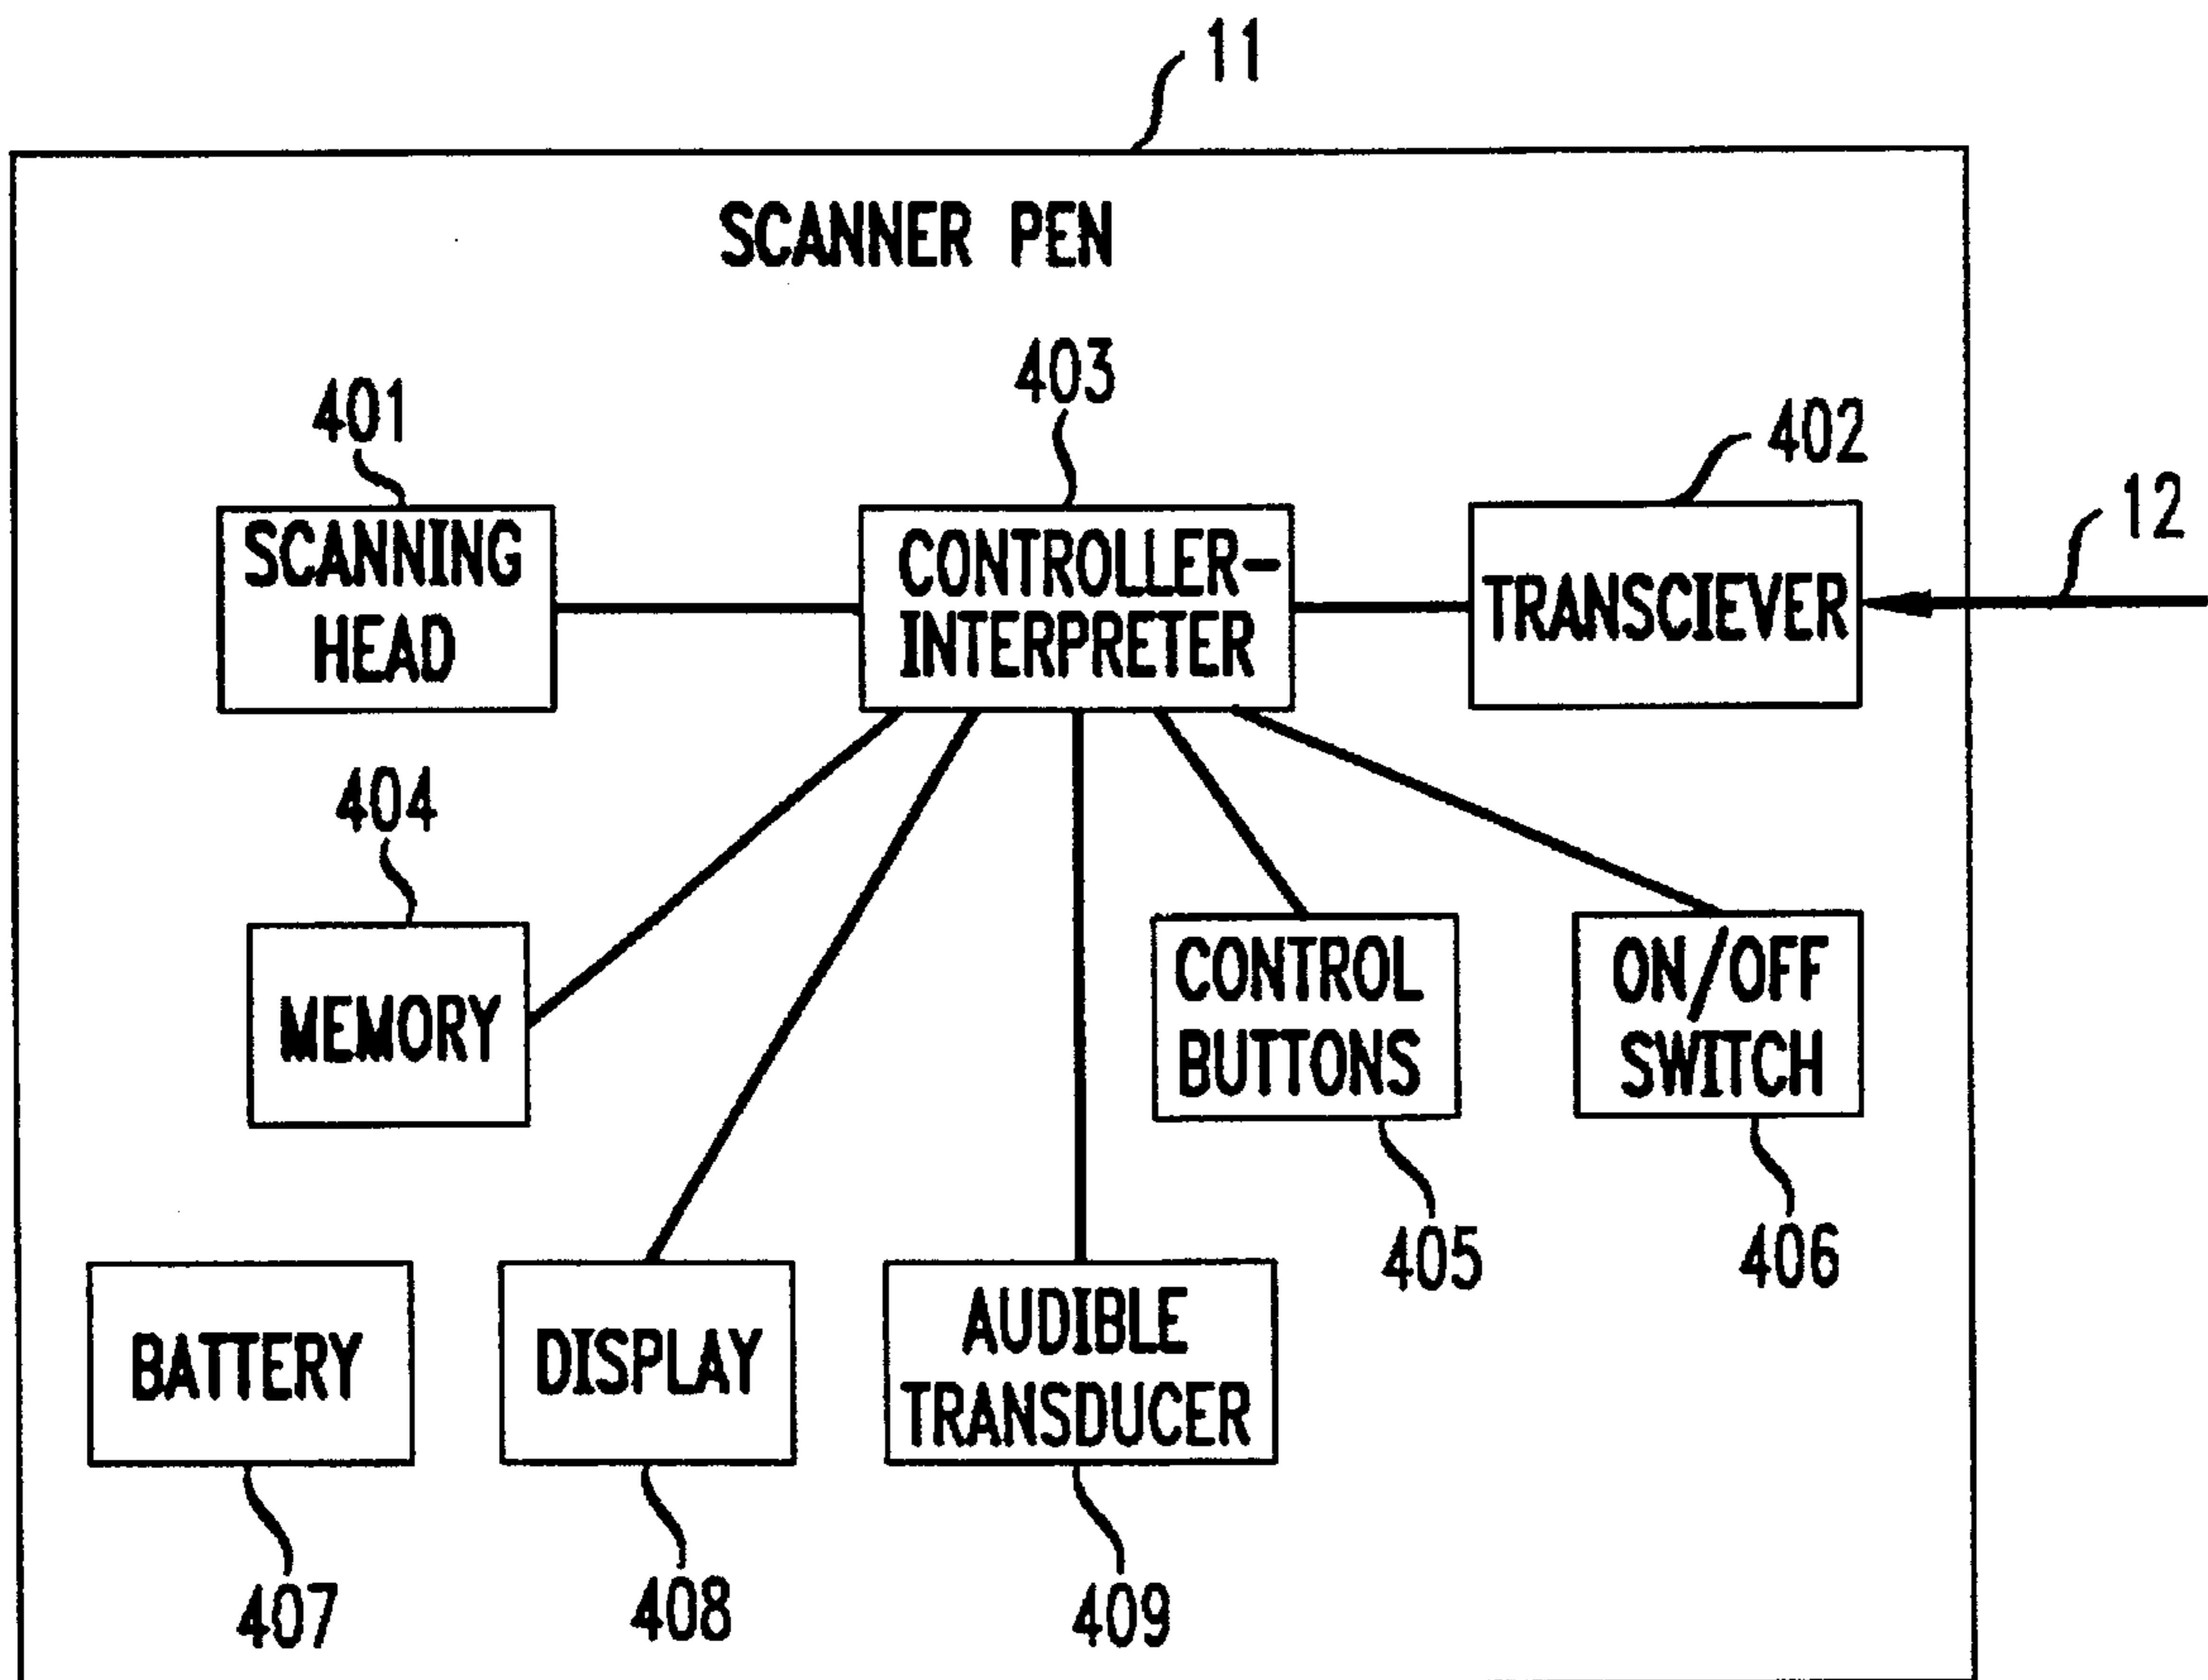 11
SCANNER PEN
403
401
402
12
SCANNING
HEAD
CONTROLLER-
INTERPRETER
TRANSCIEVER
404
MEMORY
CONTROL
BUTTONS
ON/OFF
SWITCH
405
406
BATTERY
DISPLAY
AUDIBLE
TRANSDUCER
407
408
409